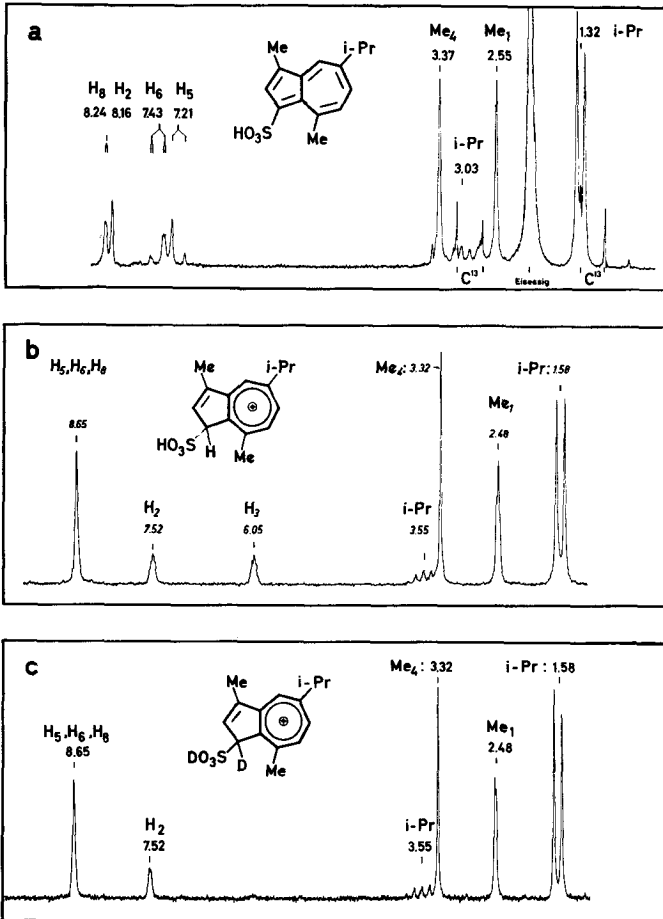 a
Me
i-Pr
HO₃S
Me
H₈ H₂ H₆ H₅
8.24 8.16 7.43 7.21
Me₄
3.37
Me₁
2.55
1.32 i-Pr
i-Pr
3.03
C¹³
Eisessig
C¹³
b
H₅,H₆,H₈
8.65
Me
i-Pr
⊕
HO₃S
H
Me
H₂
7.52
H₃
6.05
Me₄: 3.32
i-Pr: 1.58
Me₁
2.48
i-Pr
3.55
c
H₅,H₆,H₈
8.65
Me
i-Pr
⊕
DO₃S
D
Me
H₂
7.52
Me₄: 3.32
i-Pr: 1.58
Me₁
2.48
i-Pr
3.55